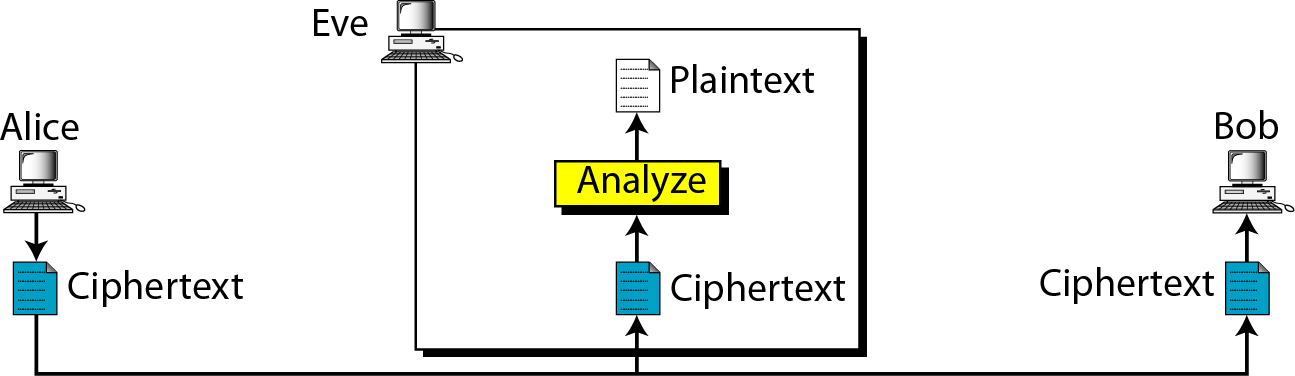 Eve
Plaintext
Alice
Bob
Analyze
Ciphertext
Ciphertext
Ciphertext